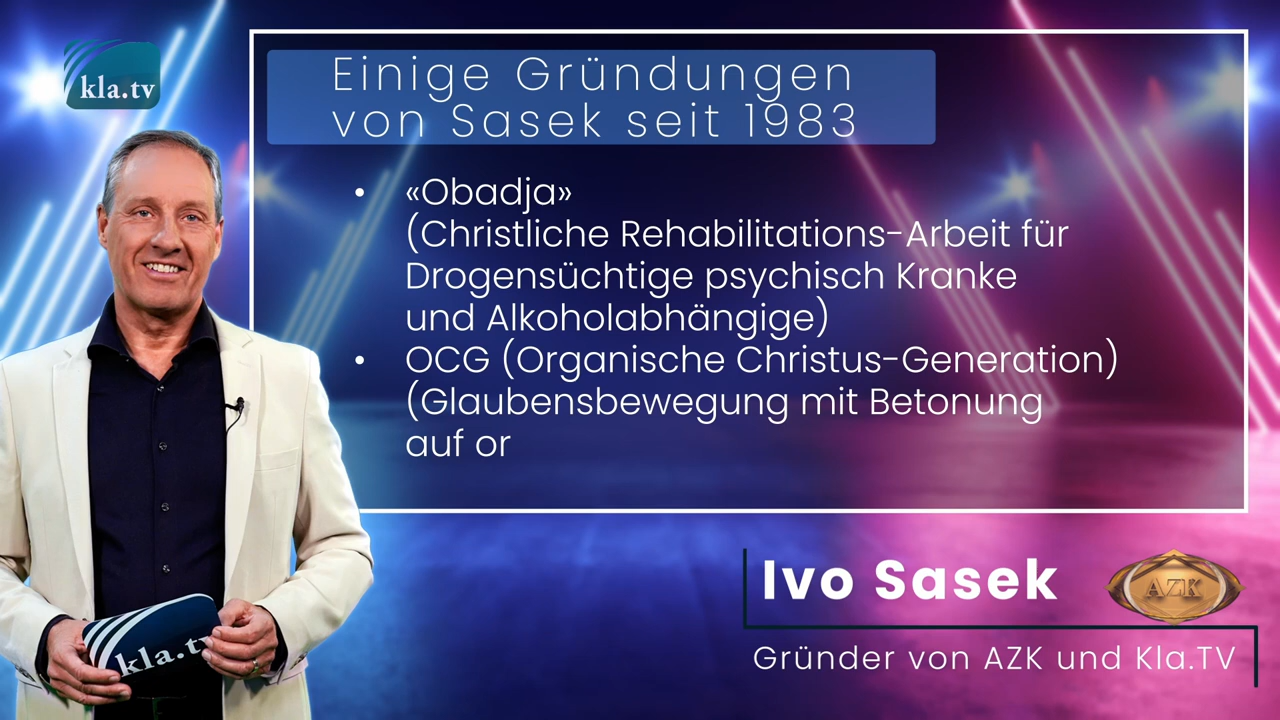 kla.tv
Einige Gründungen
von Sasek seit 1983
• «Obadja»
(Christliche Rehabilitations-Arbeit für
Drogensüchtige psychisch Kranke
und Alkoholabhängige)
• OCG (Organische Christus-Generation)
(Glaubensbewegung mit Betonung
auf or
kla.tv
Ivo Sasek
AZK
Gründer von AZK und Kla.TV